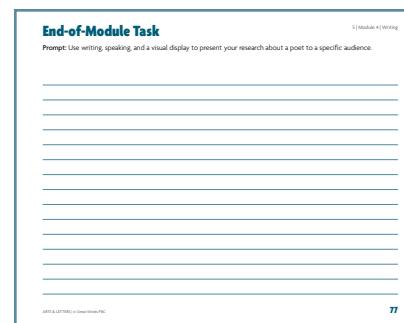 End-of-Module Task
5 | Module 4 | Writing
Prompt: Use writing, speaking, and a visual display to present your research about a poet to a specific audience.
ARTS & LETTERS | © Great Minds PBC
77